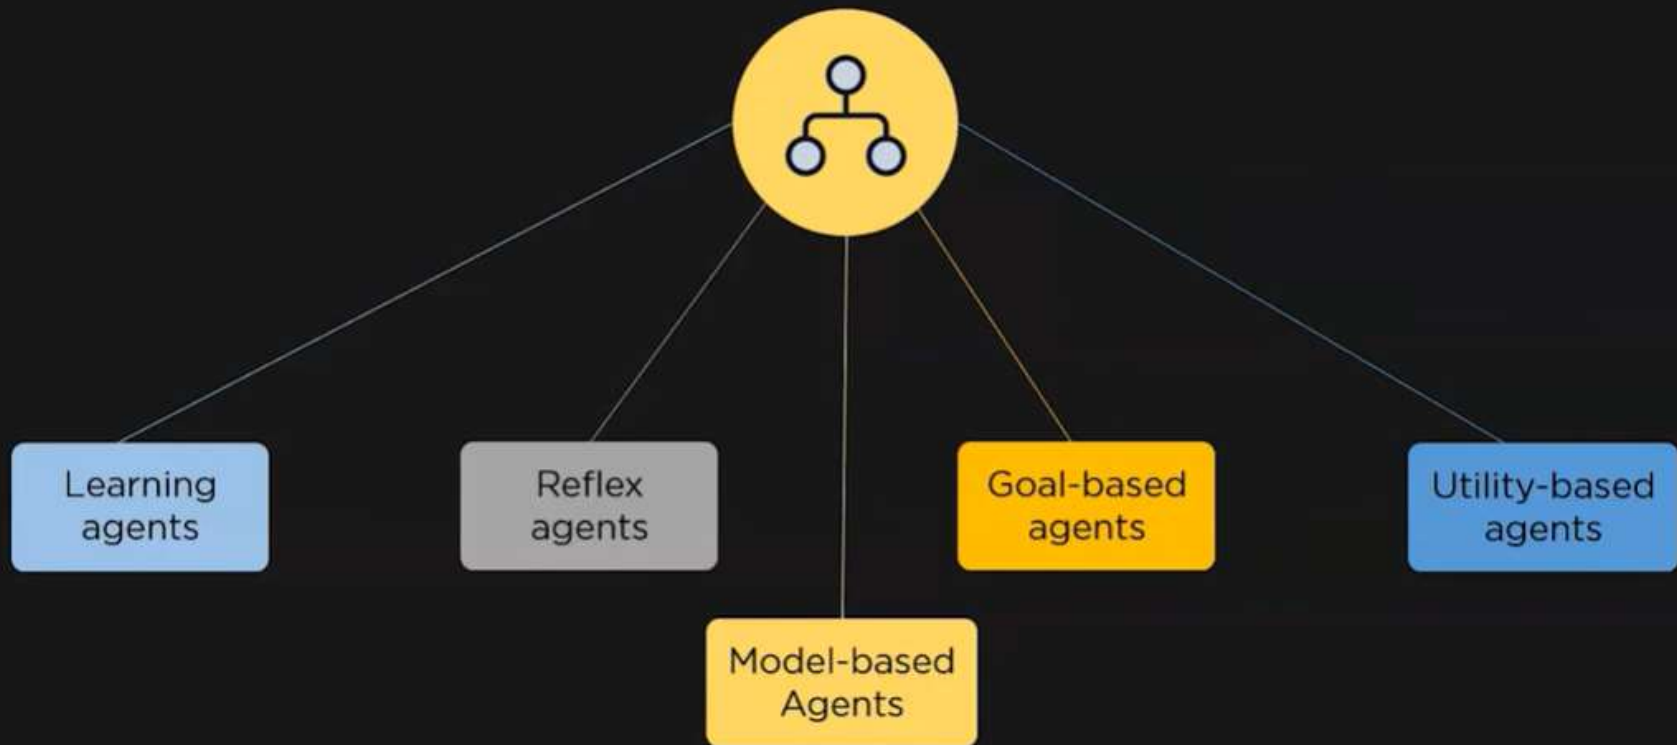 Learning
agents
Reflex
agents
Model-based
Agents
Goal-based
agents
Utility-based
agents